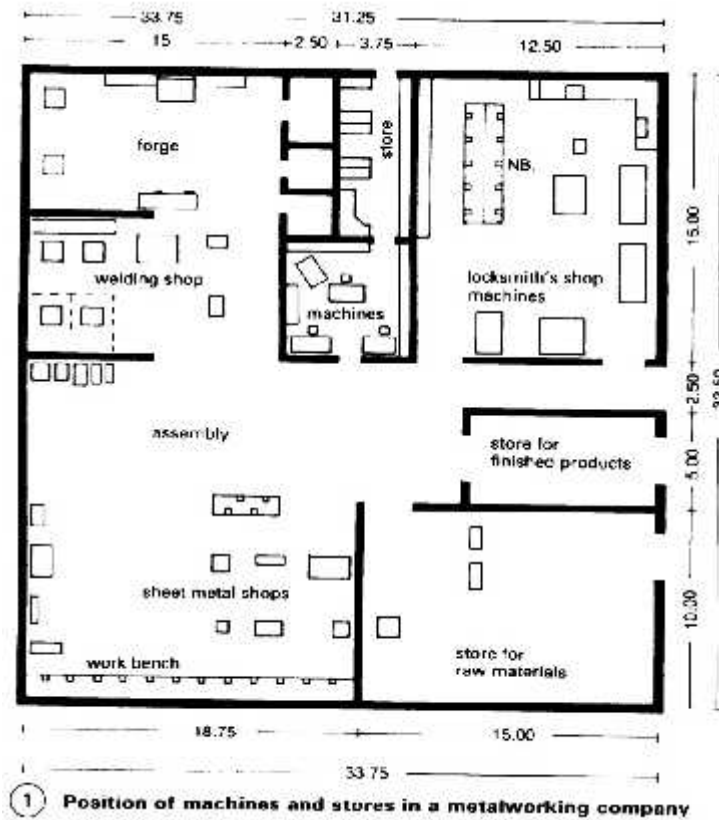 33.75 31.25
15 2.50 3.75 12.50
forge
store
NB.
15.00
welding shop
machines
locksmith's shop
machines
2.50
assembly
store for
finished products
5.00
sheet metal shops
10.00
work bench
store for
raw materials
18.75 15.00
33.75
1 Position of machines and stores in a metalworking company